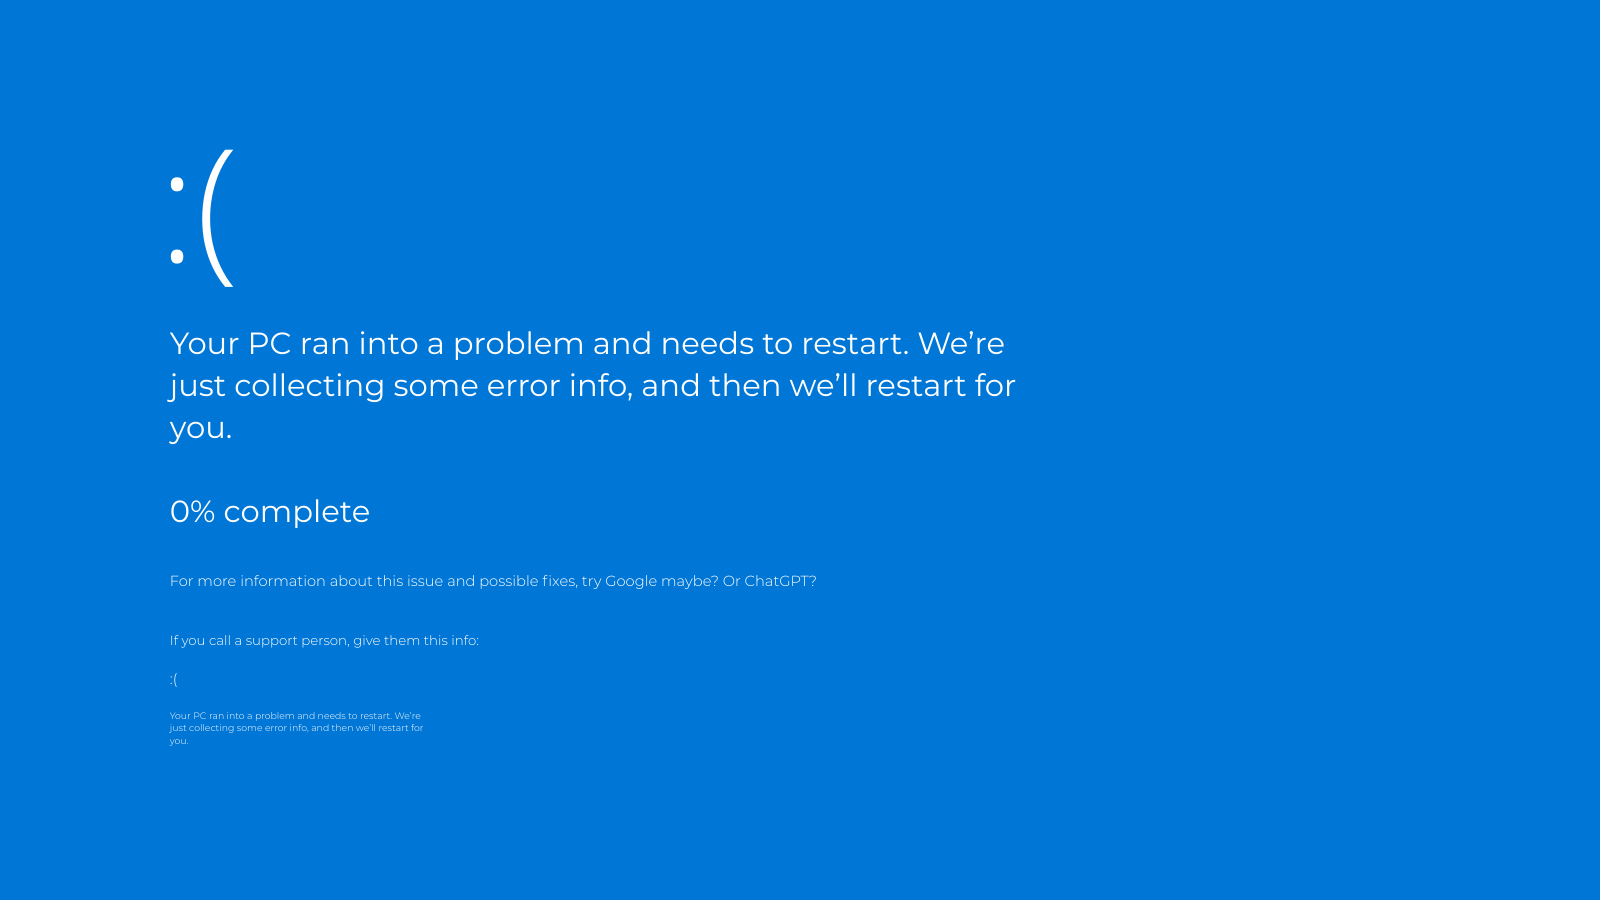 :(
Your PC ran into a problem and needs to restart. We’re
just collecting some error info, and then we’ll restart for
you.
0% complete
For more information about this issue and possible fixes, try Google maybe? Or ChatGPT?
If you call a support person, give them this info:
:(
Your PC ran into a problem and needs to restart. We’re
just collecting some error info, and then we’ll restart for
you.